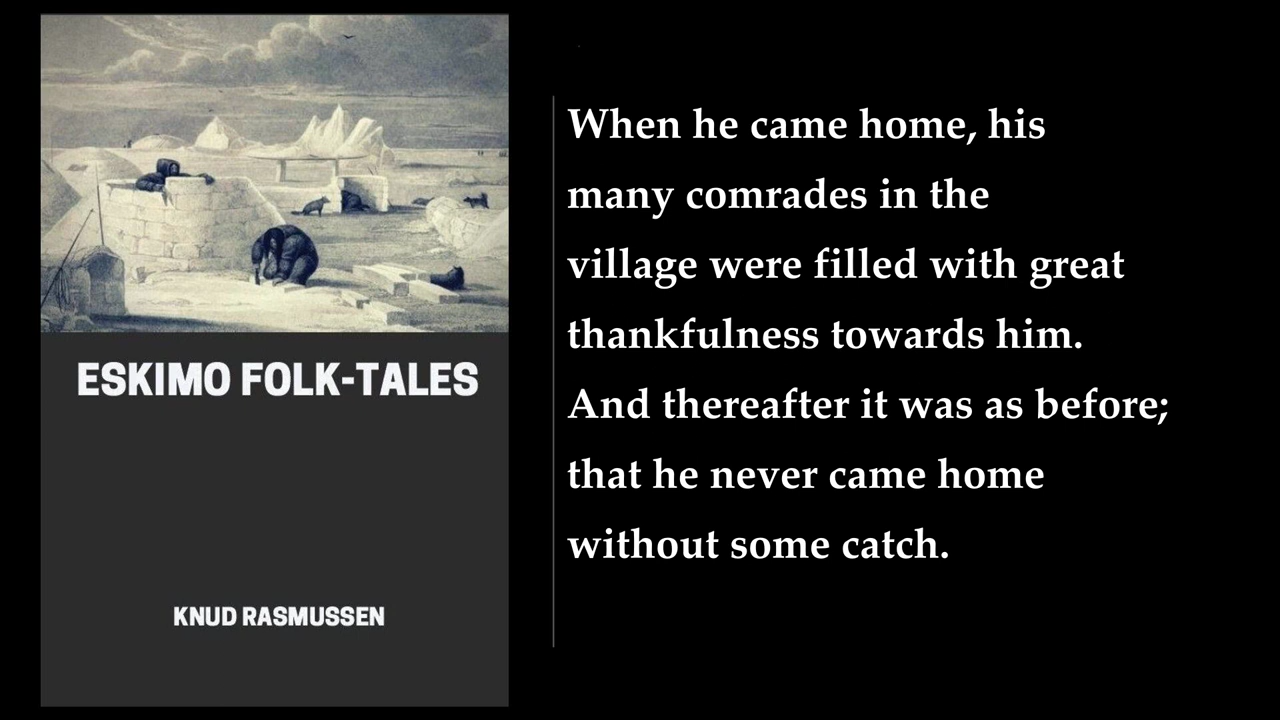 ESKIMO FOLK-TALES
KNUD RASMUSSEN
When he came home, his
many comrades in the
village were filled with great
thankfulness towards him.
And thereafter it was as before;
that he never came home
without some catch.